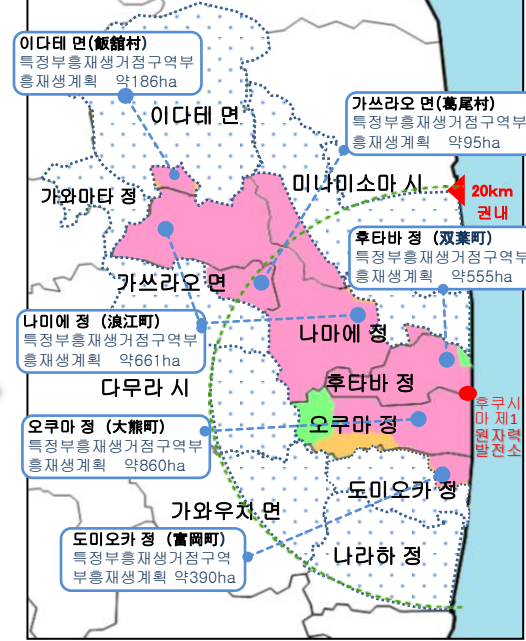 이다테 면(飯舘村)
특정부흥재생거점구역부
흥재생계획 약186ha
이다테 면
가쓰라오 면(葛尾村)
특정부흥재생거점구역부
흥재생계획 약95ha
미나미소마 시
가와마타 정
20km
권내
후타바 정 (双葉町)
특정부흥재생거점구역부
흥재생계획 약555ha
가쓰라오 면
나미에 정 (浪江町)
특정부흥재생거점구역부
흥재생계획 약661ha
나마에 정
다무라 시
후타바 정
후쿠시
마 제1
원자력
발전소
오쿠마 정 (大熊町)
특정부흥재생거점구역부
흥재생계획 약860ha
오쿠마 정
도미오카 정
가와우치 면
도미오카 정 (富岡町)
특정부흥재생거점구역
부흥재생계획 약390ha
나라하 정